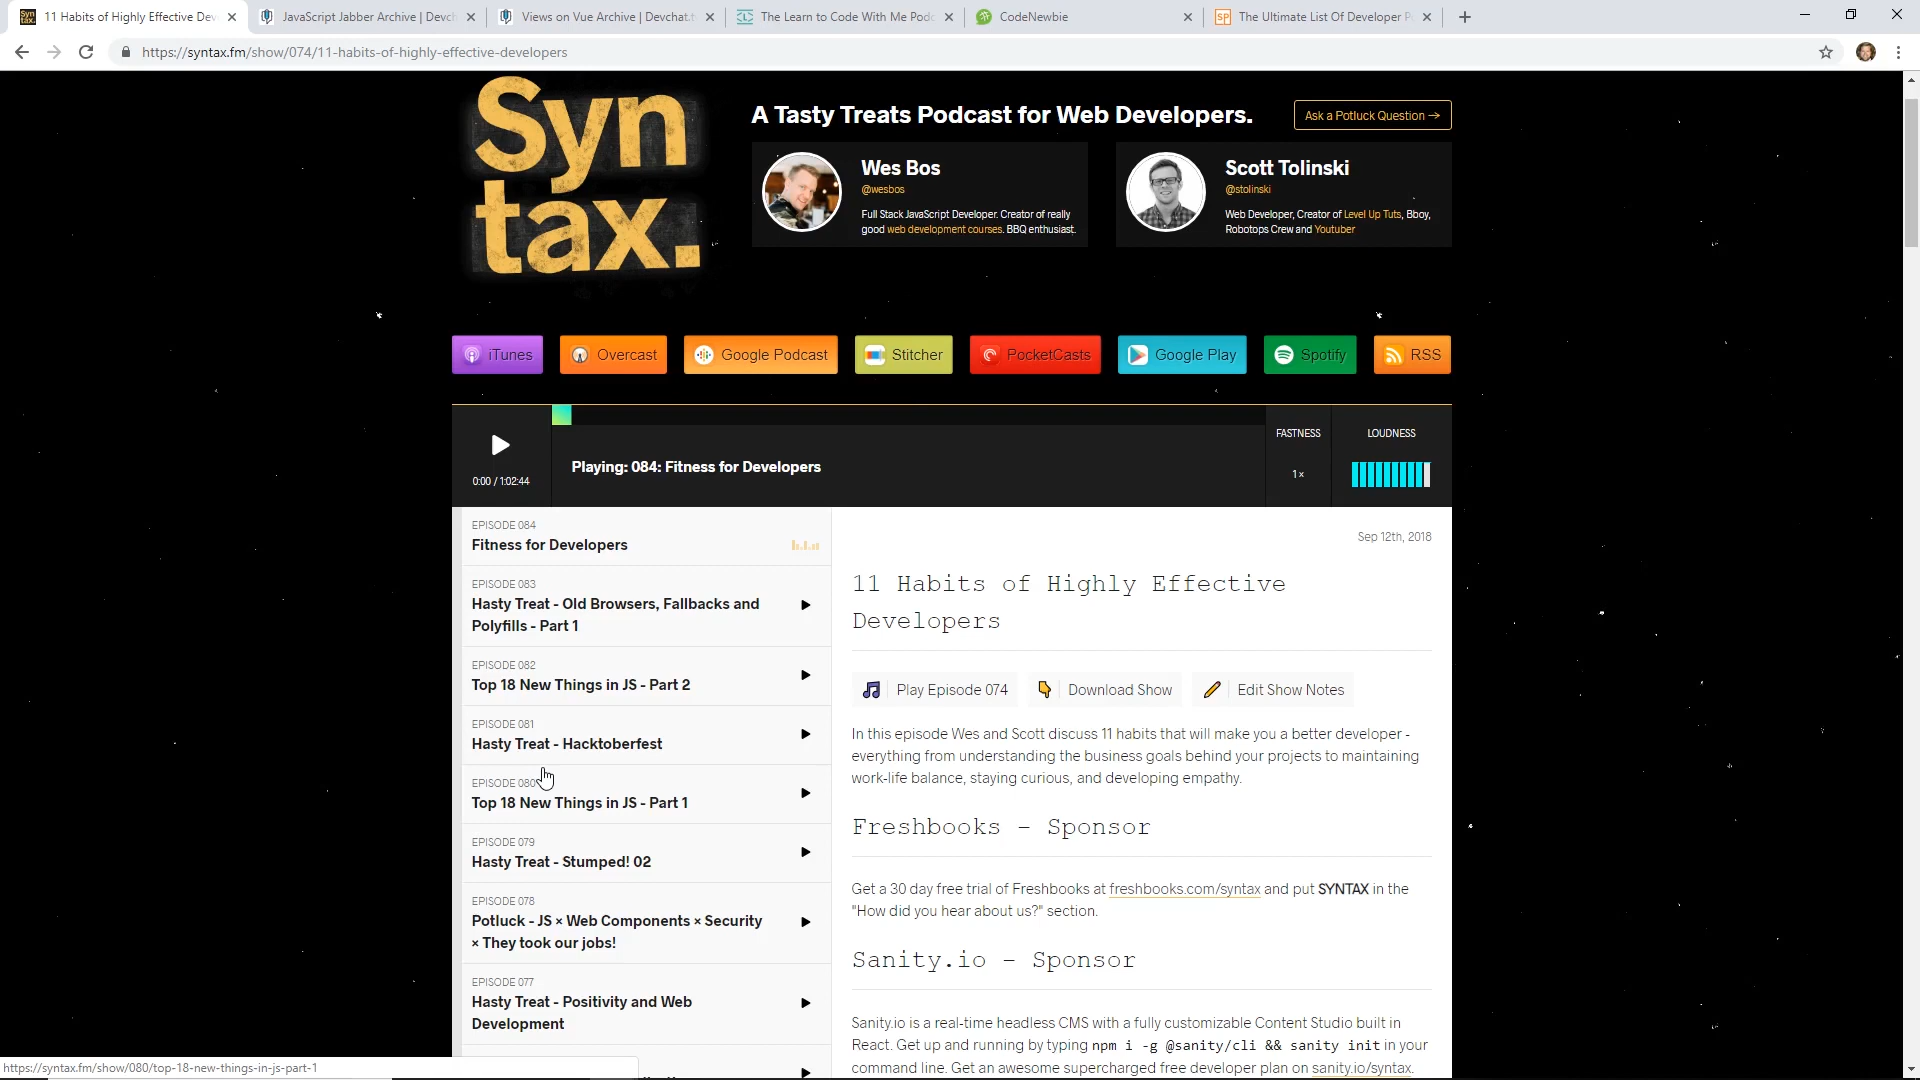 11 Habits of Highly Effective Dev
JavaScript Jabber Archive | Devch
Views on Vue Archive | Devchat.t
The Learn to Code With Me Podc
CodeNewbie
The Ultimate List Of Developer P
https://syntax.fm/show/074/11-habits-of-highly-effective-developers
Syn
tax.
A Tasty Treats Podcast for Web Developers.
Ask a Potluck Question →
Wes Bos
@wesbos
Full Stack JavaScript Developer. Creator of really
good web development courses. BBQ enthusiast.
Scott Tolinski
@stolinski
Web Developer, Creator of Level Up Tuts, Bboy,
Robotops Crew and Youtuber
iTunes
Overcast
Google Podcast
Stitcher
PocketCasts
Google Play
Spotify
RSS
0:00 / 1:02:44
Playing: 084: Fitness for Developers
FASTNESS
1×
LOUDNESS
EPISODE 084
Fitness for Developers
EPISODE 083
Hasty Treat - Old Browsers, Fallbacks and
Polyfills - Part 1
EPISODE 082
Top 18 New Things in JS - Part 2
EPISODE 081
Hasty Treat - Hacktoberfest
EPISODE 080
Top 18 New Things in JS - Part 1
EPISODE 079
Hasty Treat - Stumped! 02
EPISODE 078
Potluck - JS × Web Components × Security
× They took our jobs!
EPISODE 077
Hasty Treat - Positivity and Web
Development
Sep 12th, 2018
11 Habits of Highly Effective
Developers
Play Episode 074
Download Show
Edit Show Notes
In this episode Wes and Scott discuss 11 habits that will make you a better developer -
everything from understanding the business goals behind your projects to maintaining
work-life balance, staying curious, and developing empathy.
Freshbooks - Sponsor
Get a 30 day free trial of Freshbooks at freshbooks.com/syntax and put SYNTAX in the
"How did you hear about us?" section.
Sanity.io - Sponsor
Sanity.io is a real-time headless CMS with a fully customizable Content Studio built in
React. Get up and running by typing npm i -g @sanity/cli && sanity init in your
command line. Get an awesome supercharged free developer plan on sanity.io/syntax.
https://syntax.fm/show/080/top-18-new-things-in-js-part-1